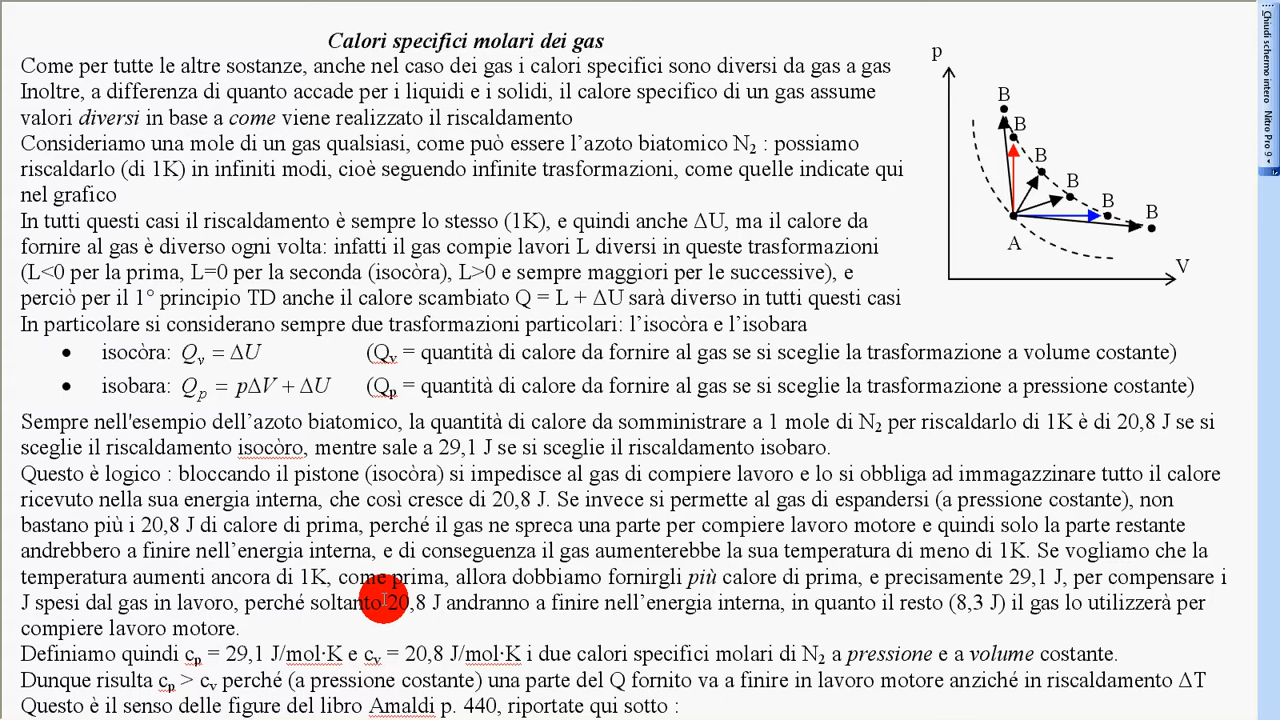 Calori specifici molari dei gas
Come per tutte le altre sostanze, anche nel caso dei gas i calori specifici sono diversi da gas a gas
Inoltre, a differenza di quanto accade per i liquidi e i solidi, il calore specifico di un gas assume
valori diversi in base a come viene realizzato il riscaldamento
Consideriamo una mole di un gas qualsiasi, come può essere l’azoto biatomico N₂ : possiamo
riscaldarlo (di 1K) in infiniti modi, cioè seguendo infinite trasformazioni, come quelle indicate qui
nel grafico
In tutti questi casi il riscaldamento è sempre lo stesso (1K), e quindi anche ΔU, ma il calore da
fornire al gas è diverso ogni volta: infatti il gas compie lavori L diversi in queste trasformazioni
(L<0 per la prima, L=0 per la seconda (isocòra), L>0 e sempre maggiori per le successive), e
perciò per il 1° principio TD anche il calore scambiato Q = L + ΔU sarà diverso in tutti questi casi
In particolare si considerano sempre due trasformazioni particolari: l’isocòra e l’isobara
• isocòra: Qv = ΔU (Qv = quantità di calore da fornire al gas se si sceglie la trasformazione a volume costante)
• isobara: Qp = pΔV + ΔU (Qp = quantità di calore da fornire al gas se si sceglie la trasformazione a pressione costante)
Sempre nell'esempio dell’azoto biatomico, la quantità di calore da somministrare a 1 mole di N₂ per riscaldarlo di 1K è di 20,8 J se si
sceglie il riscaldamento isocòro, mentre sale a 29,1 J se si sceglie il riscaldamento isobaro.
Questo è logico : bloccando il pistone (isocòra) si impedisce al gas di compiere lavoro e lo si obbliga ad immagazzinare tutto il calore
ricevuto nella sua energia interna, che così cresce di 20,8 J. Se invece si permette al gas di espandersi (a pressione costante), non
bastano più i 20,8 J di calore di prima, perché il gas ne spreca una parte per compiere lavoro motore e quindi solo la parte restante
andrebbero a finire nell’energia interna, e di conseguenza il gas aumenterebbe la sua temperatura di meno di 1K. Se vogliamo che la
temperatura aumenti ancora di 1K, come prima, allora dobbiamo fornirgli più calore di prima, e precisamente 29,1 J, per compensare i
J spesi dal gas in lavoro, perché soltanto 20,8 J andranno a finire nell’energia interna, in quanto il resto (8,3 J) il gas lo utilizzerà per
compiere lavoro motore.
Definiamo quindi cp = 29,1 J/mol·K e cv = 20,8 J/mol·K i due calori specifici molari di N₂ a pressione e a volume costante.
Dunque risulta cp > cv perché (a pressione costante) una parte del Q fornito va a finire in lavoro motore anziché in riscaldamento ΔT
Questo è il senso delle figure del libro Amaldi p. 440, riportate qui sotto :
p
B
B
B
B
B
B
A
V
Chiudi schermo intero
Nitro Pro 9